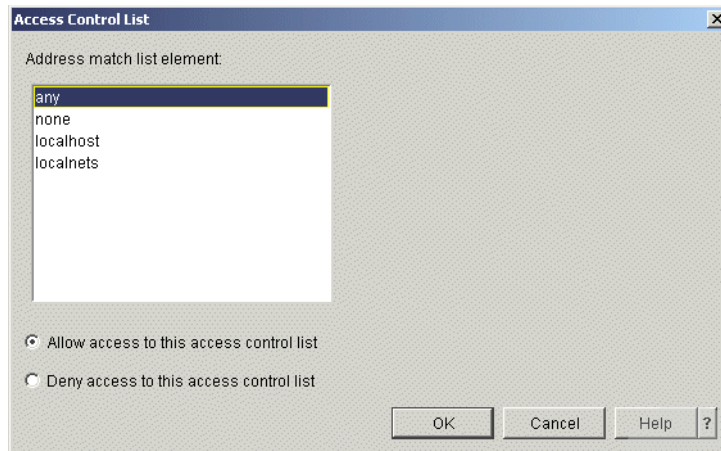 Access Control List
Address match list element:
any
none
localhost
localnets
Allow access to this access control list
Deny access to this access control list
OK Cancel Help ?